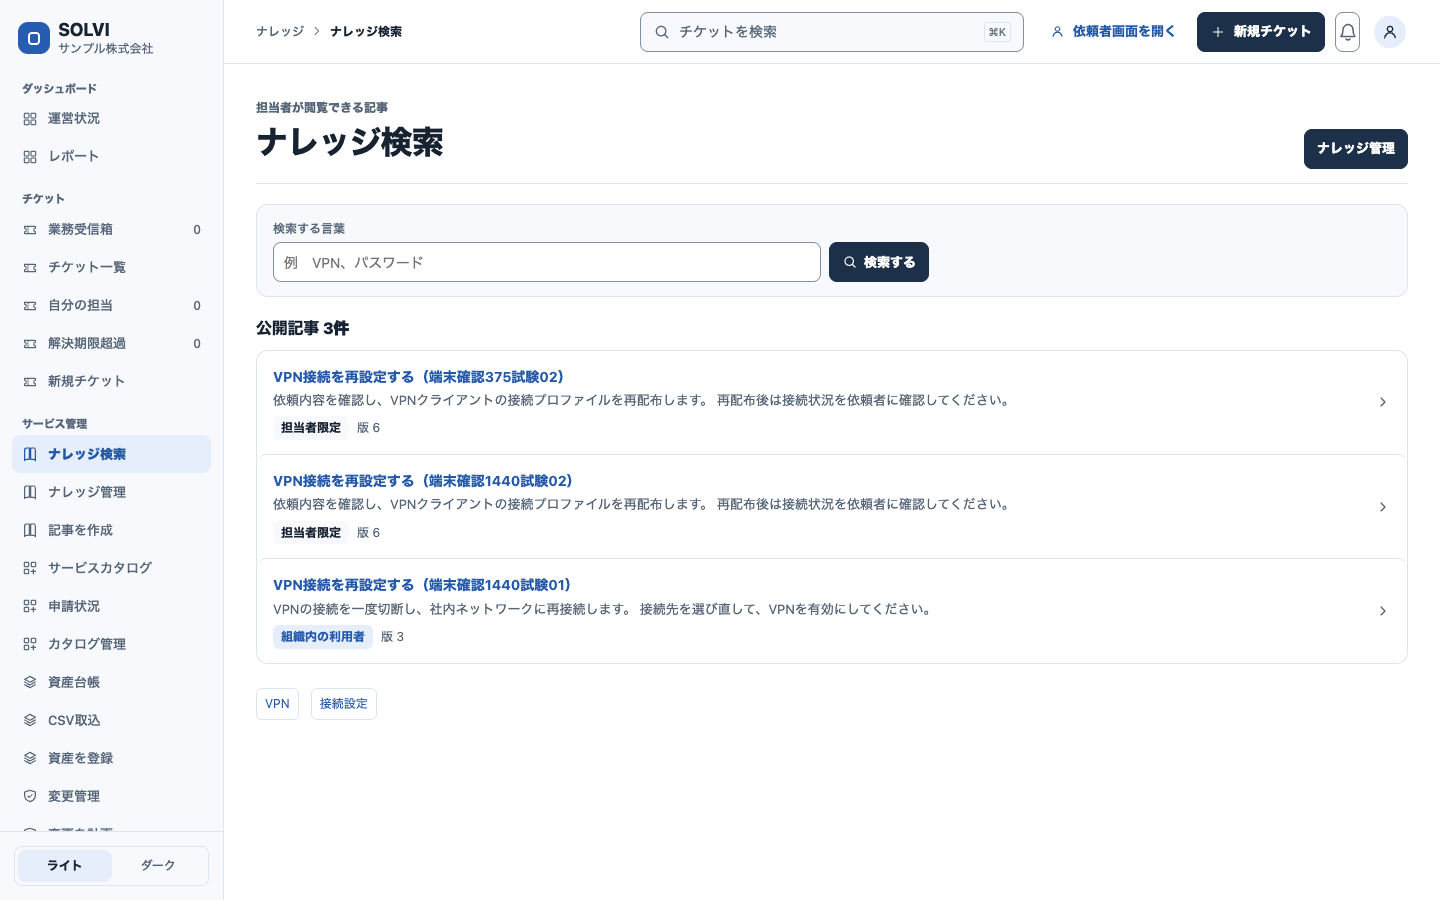 SOLVI
サンプル株式会社
ダッシュボード
運営状況
レポート
チケット
業務受信箱 0
チケット一覧
自分の担当 0
解決期限超過 0
新規チケット
サービス管理
ナレッジ検索
ナレッジ管理
記事を作成
サービスカタログ
申請状況
カタログ管理
資産台帳
CSV取込
資産を登録
変更管理
ライト ダーク
ナレッジ > ナレッジ検索
チケットを検索 ⌘K
依頼者画面を開く
+ 新規チケット
担当者が閲覧できる記事
ナレッジ検索
ナレッジ管理
検索する言葉
例　VPN、パスワード
検索する
公開記事 3件
VPN接続を再設定する（端末確認375試験02）
依頼内容を確認し、VPNクライアントの接続プロファイルを再配布します。 再配布後は接続状況を依頼者に確認してください。
担当者限定 版 6
VPN接続を再設定する（端末確認1440試験02）
依頼内容を確認し、VPNクライアントの接続プロファイルを再配布します。 再配布後は接続状況を依頼者に確認してください。
担当者限定 版 6
VPN接続を再設定する（端末確認1440試験01）
VPNの接続を一度切断し、社内ネットワークに再接続します。 接続先を選び直して、VPNを有効にしてください。
組織内の利用者 版 3
VPN 接続設定